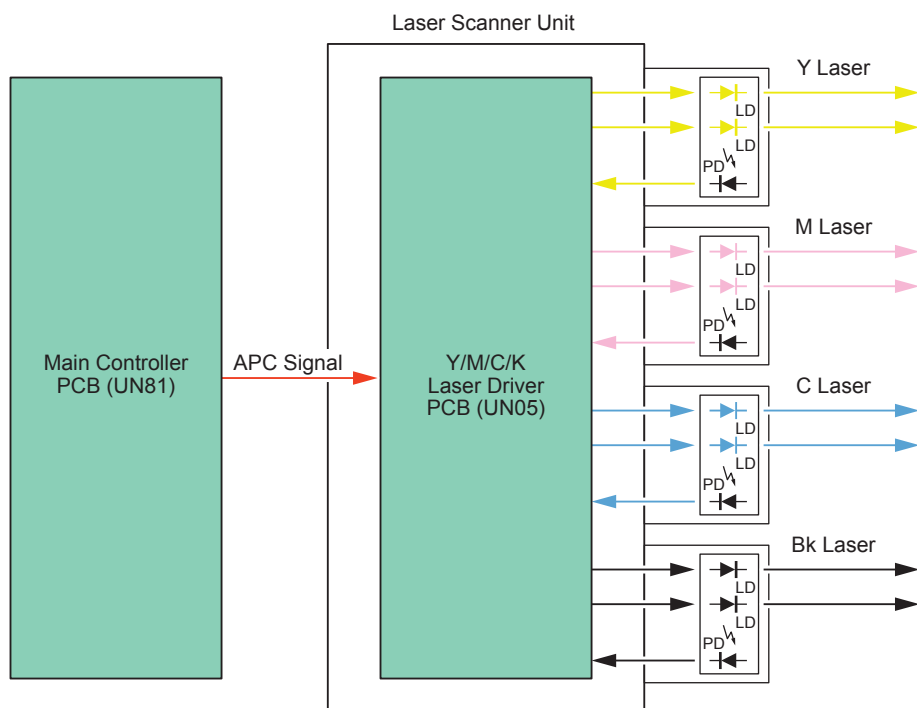 Laser Scanner Unit
Main Controller
PCB (UN81)
APC Signal
Y/M/C/K
Laser Driver
PCB (UN05)
Y Laser
LD
LD
PD
M Laser
LD
LD
PD
C Laser
LD
LD
PD
Bk Laser
LD
LD
PD